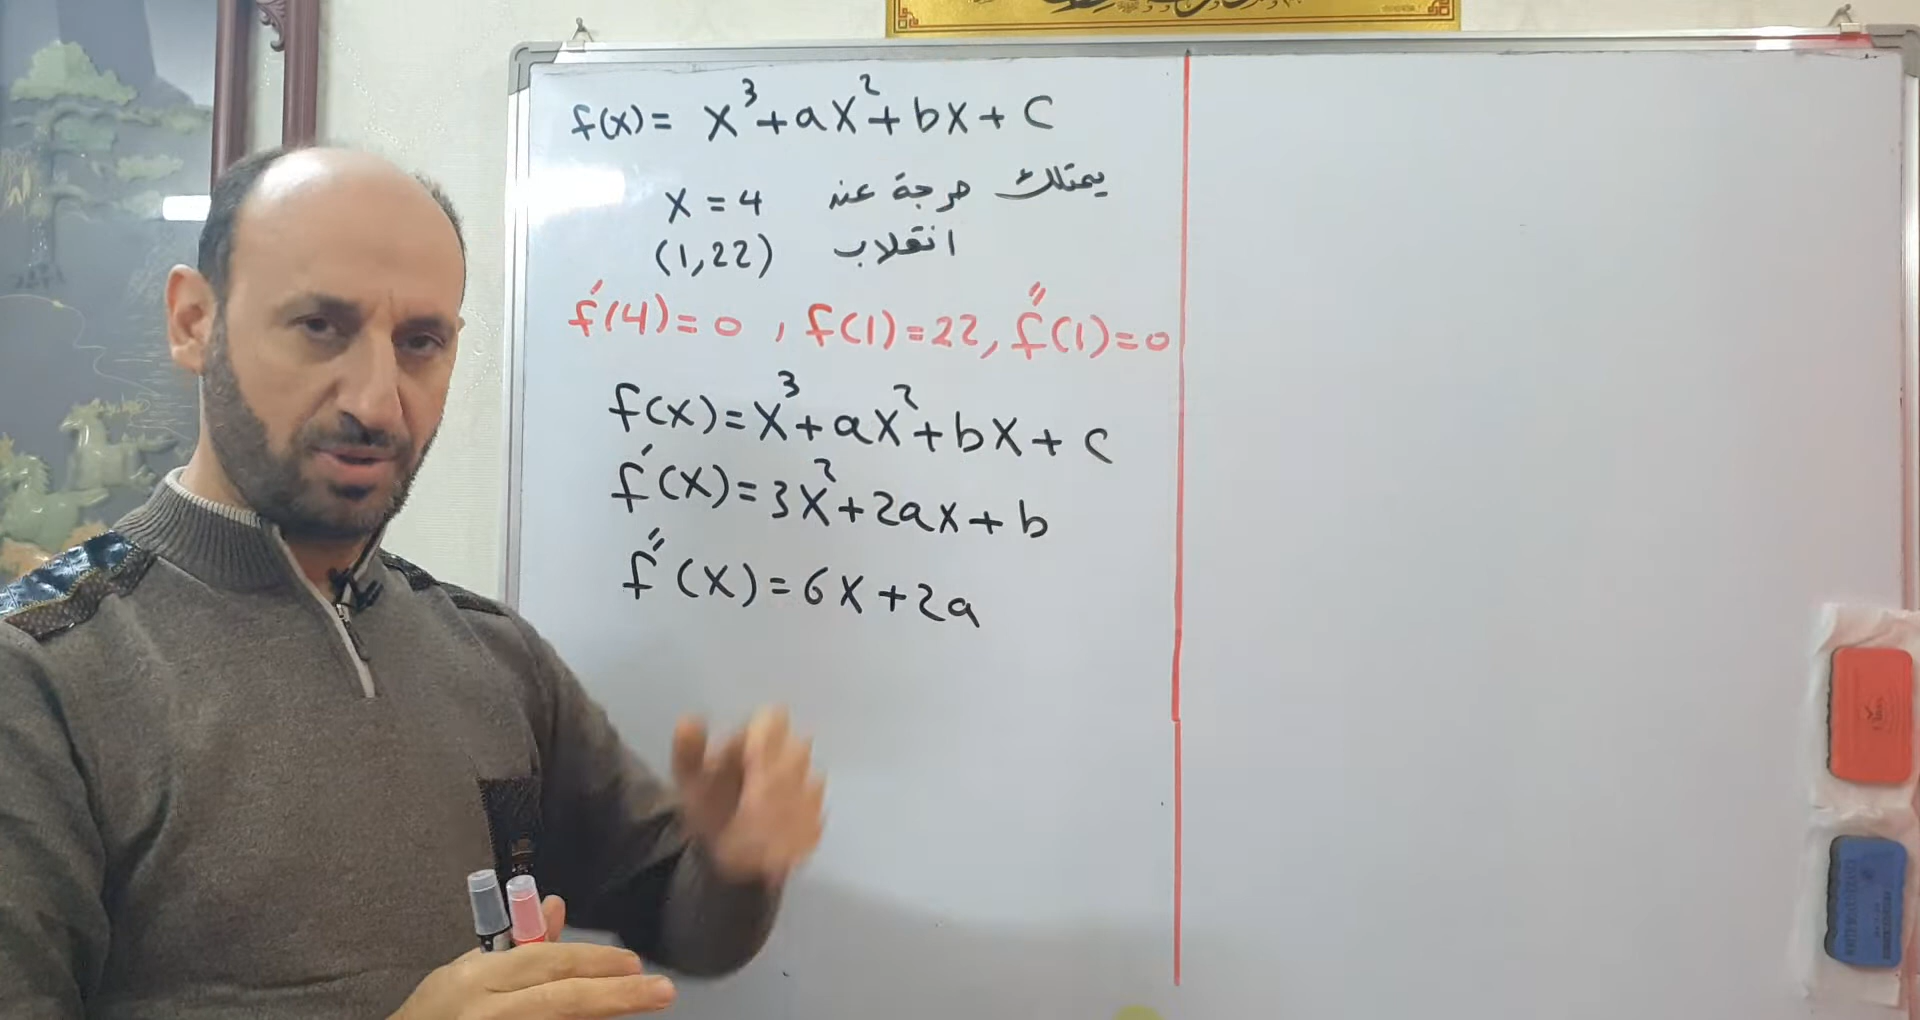 f(x) = x³ + ax² + bx + c
يمتلك حرجة عند x = 4
انقلاب (1,22)
f′(4) = 0 , f(1) = 22, f″(1) = 0
f(x) = x³ + ax² + bx + c
f′(x) = 3x² + 2ax + b
f″(x) = 6x + 2a